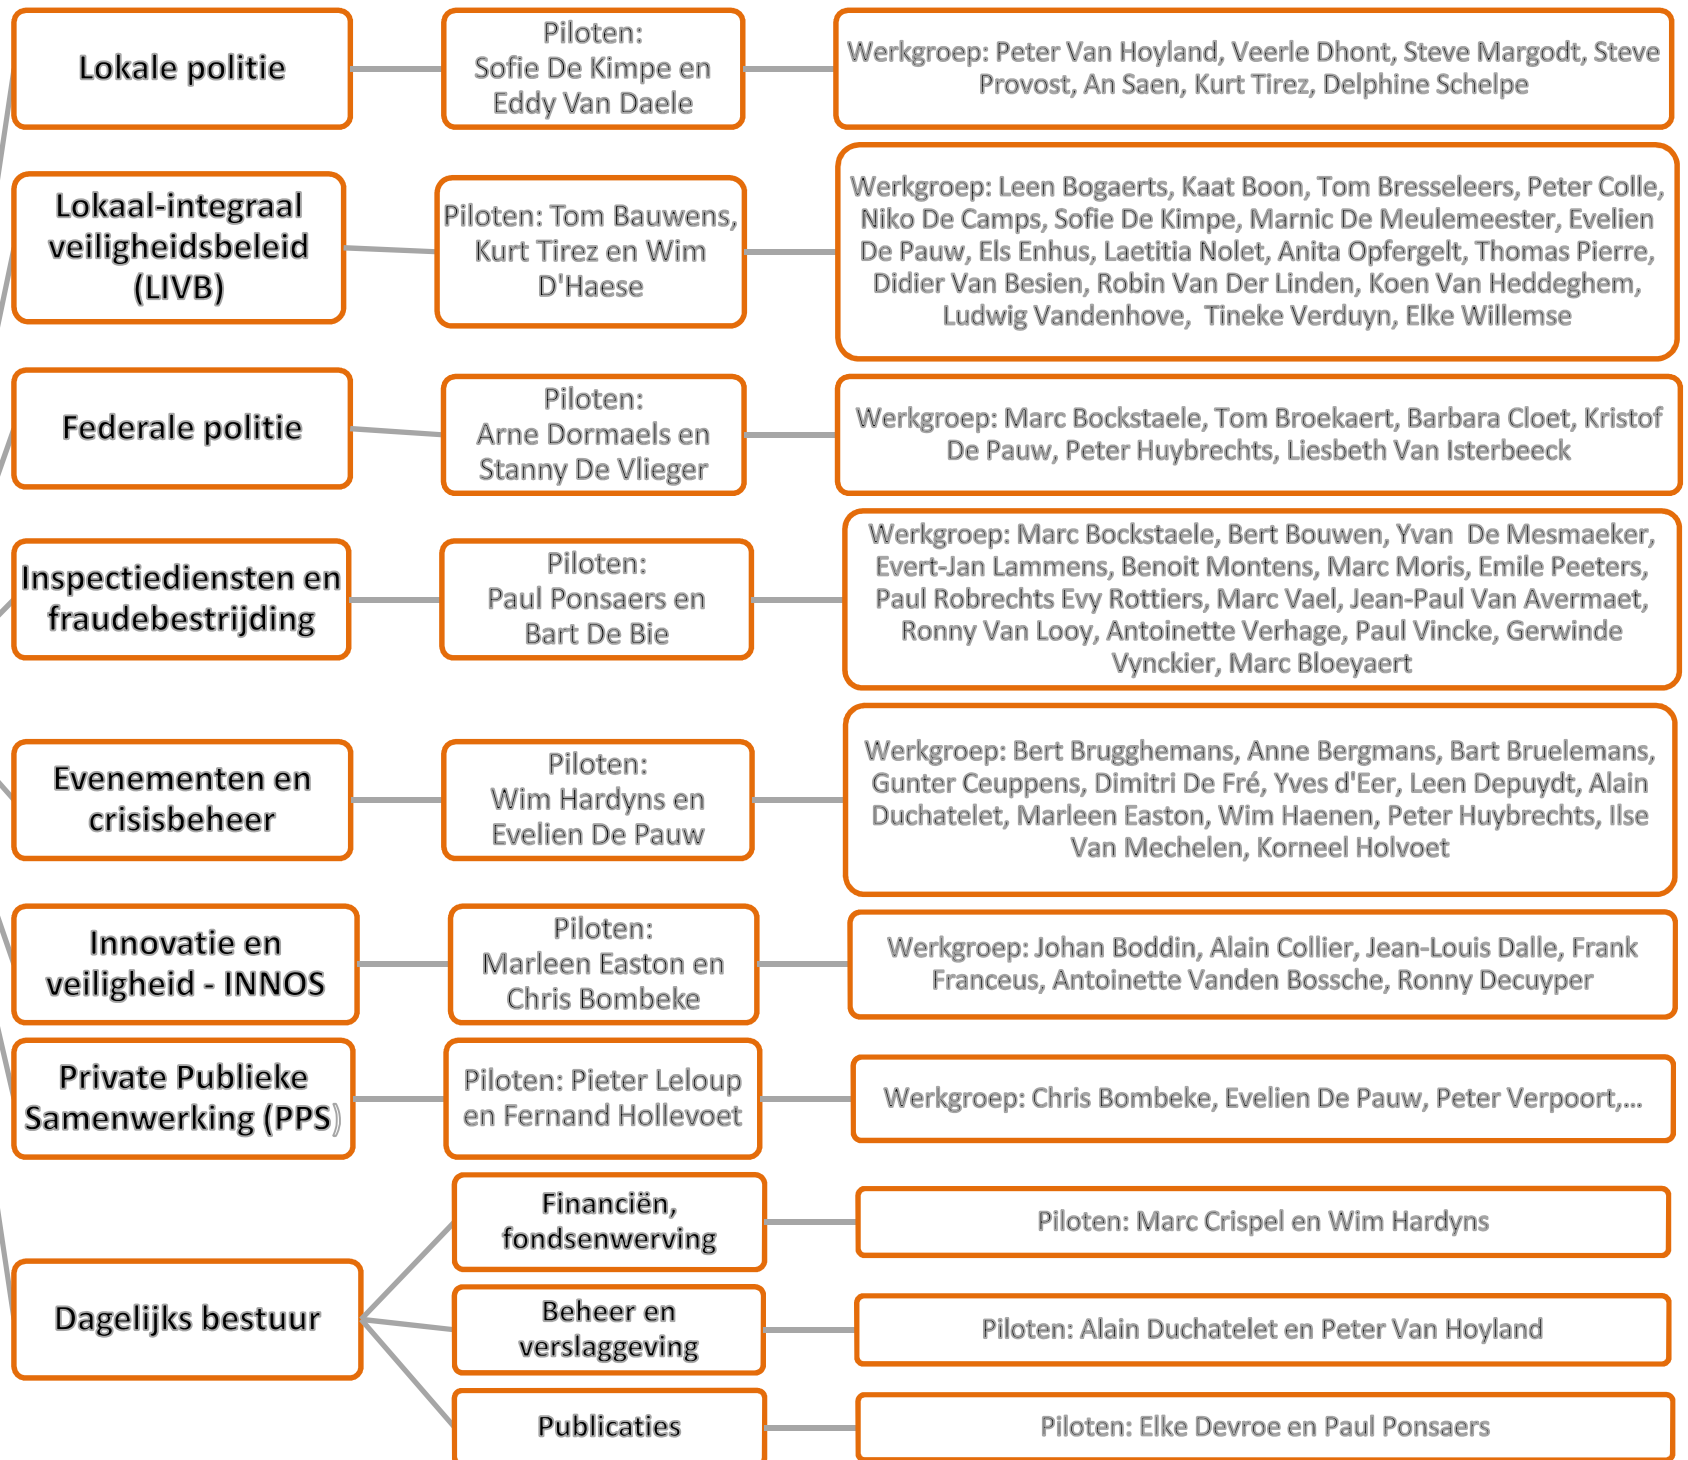 Lokale politie
Piloten:
Sofie De Kimpe en
Eddy Van Daele
Werkgroep: Peter Van Hoyland, Veerle Dhont, Steve Margodt, Steve
Provost, An Saen, Kurt Tirez, Delphine Schelpe
Lokaal-integraal
veiligheidsbeleid
(LIVB)
Piloten: Tom Bauwens,
Kurt Tirez en Wim
D'Haese
Werkgroep: Leen Bogaerts, Kaat Boon, Tom Bresseleers, Peter Colle,
Niko De Camps, Sofie De Kimpe, Marnic De Meulemeester, Evelien
De Pauw, Els Enhus, Laetitia Nolet, Anita Opfergelt, Thomas Pierre,
Didier Van Besien, Robin Van Der Linden, Koen Van Heddeghem,
Ludwig Vandenhove,  Tineke Verduyn, Elke Willemse
Federale politie
Piloten:
Arne Dormaels en
Stanny De Vlieger
Werkgroep: Marc Bockstaele, Tom Broekaert, Barbara Cloet, Kristof
De Pauw, Peter Huybrechts, Liesbeth Van Isterbeeck
Inspectiediensten en
fraudebestrijding
Piloten:
Paul Ponsaers en
Bart De Bie
Werkgroep: Marc Bockstaele, Bert Bouwen, Yvan  De Mesmaeker,
Evert-Jan Lammens, Benoit Montens, Marc Moris, Emile Peeters,
Paul Robrechts Evy Rottiers, Marc Vael, Jean-Paul Van Avermaet,
Ronny Van Looy, Antoinette Verhage, Paul Vincke, Gerwinde
Vynckier, Marc Bloeyaert
Evenementen en
crisisbeheer
Piloten:
Wim Hardyns en
Evelien De Pauw
Werkgroep: Bert Brugghemans, Anne Bergmans, Bart Bruelemans,
Gunter Ceuppens, Dimitri De Fré, Yves d'Eer, Leen Depuydt, Alain
Duchatelet, Marleen Easton, Wim Haenen, Peter Huybrechts, Ilse
Van Mechelen, Korneel Holvoet
Innovatie en
veiligheid - INNOS
Piloten:
Marleen Easton en
Chris Bombeke
Werkgroep: Johan Boddin, Alain Collier, Jean-Louis Dalle, Frank
Franceus, Antoinette Vanden Bossche, Ronny Decuyper
Private Publieke
Samenwerking (PPS)
Piloten: Pieter Leloup
en Fernand Hollevoet
Werkgroep: Chris Bombeke, Evelien De Pauw, Peter Verpoort,...
Dagelijks bestuur
Financiën,
fondsenwerving
Piloten: Marc Crispel en Wim Hardyns
Beheer en
verslaggeving
Piloten: Alain Duchatelet en Peter Van Hoyland
Publicaties
Piloten: Elke Devroe en Paul Ponsaers